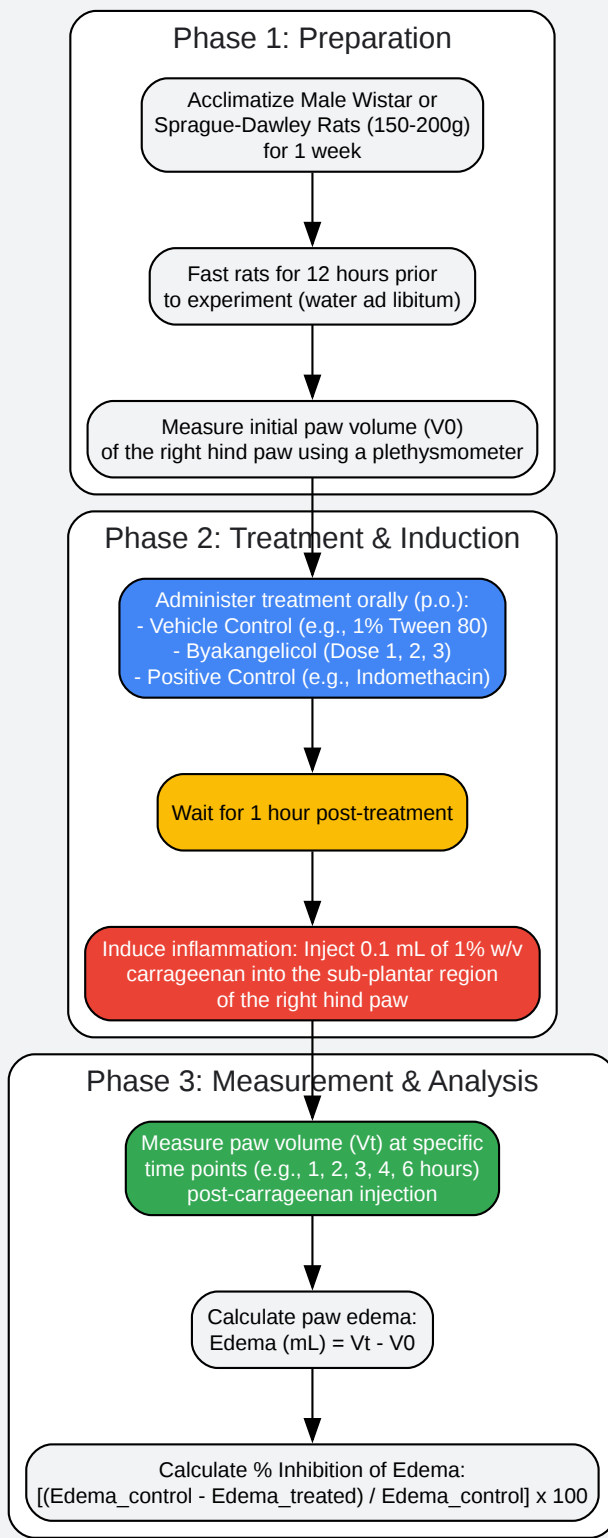 Phase 1: Preparation
Acclimatize Male Wistar or
Sprague-Dawley Rats (150-200g)
for 1 week
Fast rats for 12 hours prior
to experiment (water ad libitum)
Measure initial paw volume (V0)
of the right hind paw using a plethysmometer
Phase 2: Treatment & Induction
Administer treatment orally (p.o.):
- Vehicle Control (e.g., 1% Tween 80)
- Byakangelicol (Dose 1, 2, 3)
- Positive Control (e.g., Indomethacin)
Wait for 1 hour post-treatment
Induce inflammation: Inject 0.1 mL of 1% w/v
carrageenan into the sub-plantar region
of the right hind paw
Phase 3: Measurement & Analysis
Measure paw volume (Vt) at specific
time points (e.g., 1, 2, 3, 4, 6 hours)
post-carrageenan injection
Calculate paw edema:
Edema (mL) = Vt - V0
Calculate % Inhibition of Edema:
[(Edema_control - Edema_treated) / Edema_control] x 100